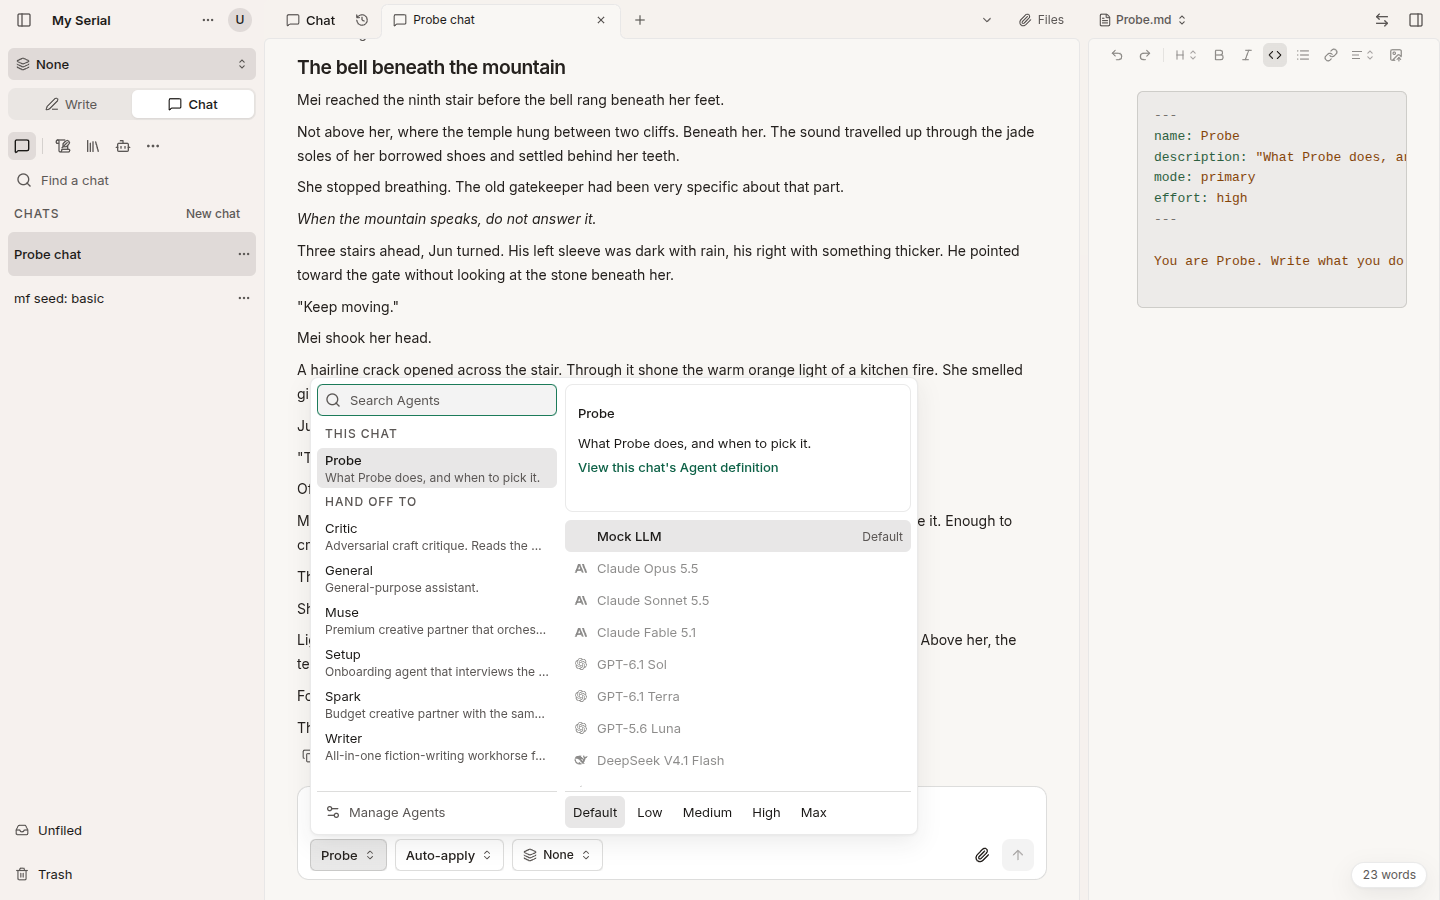 My Serial
U
None
Write
Chat
Find a chat
CHATS
New chat
Probe chat
mf seed: basic
Unfiled
Trash
Chat
Probe chat
Files
The bell beneath the mountain
Mei reached the ninth stair before the bell rang beneath her feet.
Not above her, where the temple hung between two cliffs. Beneath her. The sound travelled up through the jade
soles of her borrowed shoes and settled behind her teeth.
She stopped breathing. The old gatekeeper had been very specific about that part.
When the mountain speaks, do not answer it.
Three stairs ahead, Jun turned. His left sleeve was dark with rain, his right with something thicker. He pointed
toward the gate without looking at the stone beneath her.
"Keep moving."
Mei shook her head.
A hairline crack opened across the stair. Through it shone the warm orange light of a kitchen fire. She smelled
e it. Enough to
Above her, the
Search Agents
THIS CHAT
Probe
What Probe does, and when to pick it.
HAND OFF TO
Critic
Adversarial craft critique. Reads the ...
General
General-purpose assistant.
Muse
Premium creative partner that orches...
Setup
Onboarding agent that interviews the ...
Spark
Budget creative partner with the sam...
Writer
All-in-one fiction-writing workhorse f...
Manage Agents
Probe
What Probe does, and when to pick it.
View this chat's Agent definition
Mock LLM
Default
Claude Opus 5.5
Claude Sonnet 5.5
Claude Fable 5.1
GPT-6.1 Sol
GPT-6.1 Terra
GPT-5.6 Luna
DeepSeek V4.1 Flash
Default
Low
Medium
High
Max
Probe
Auto-apply
None
Probe.md
H
B
I
---
name: Probe
description: "What Probe does, a
mode: primary
effort: high
---
You are Probe. Write what you do
23 words